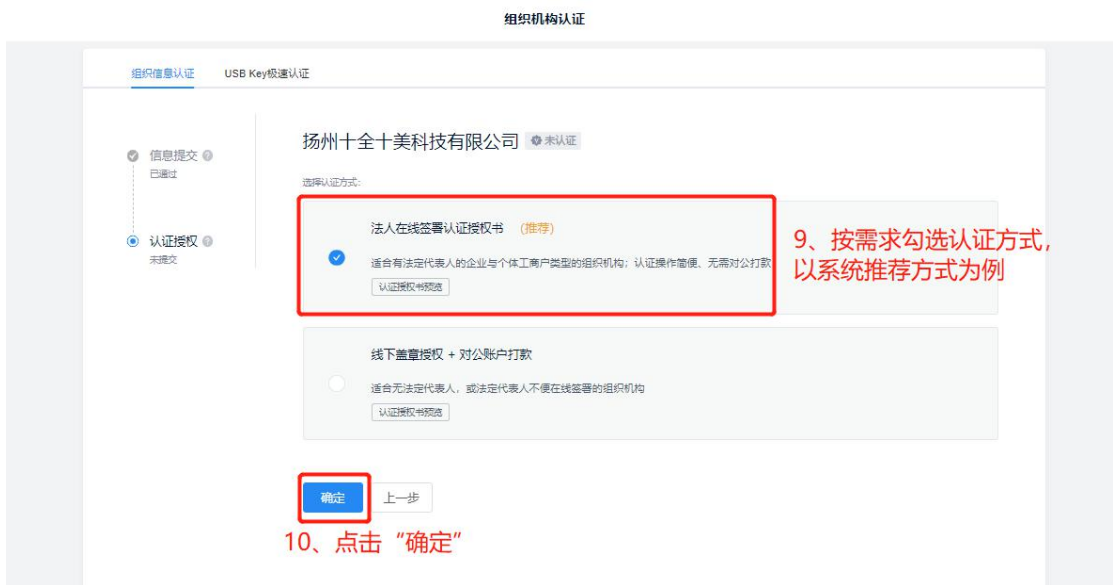 组织机构认证
组织信息认证 USB Key极速认证
扬州十全十美科技有限公司 未认证
信息提交
已通过
选择认证方式:
法人在线签署认证授权书 (推荐)
适合有法定代表人的企业与个体工商户类型的组织机构；认证操作简便、无需对公打款
认证授权书预览
9、按需求勾选认证方式，
以系统推荐方式为例
认证授权
未提交
线下盖章授权 + 对公账户打款
适合无法定代表人，或法定代表人不便在线签署的组织机构
认证授权书预览
确定 上一步
10、点击“确定”